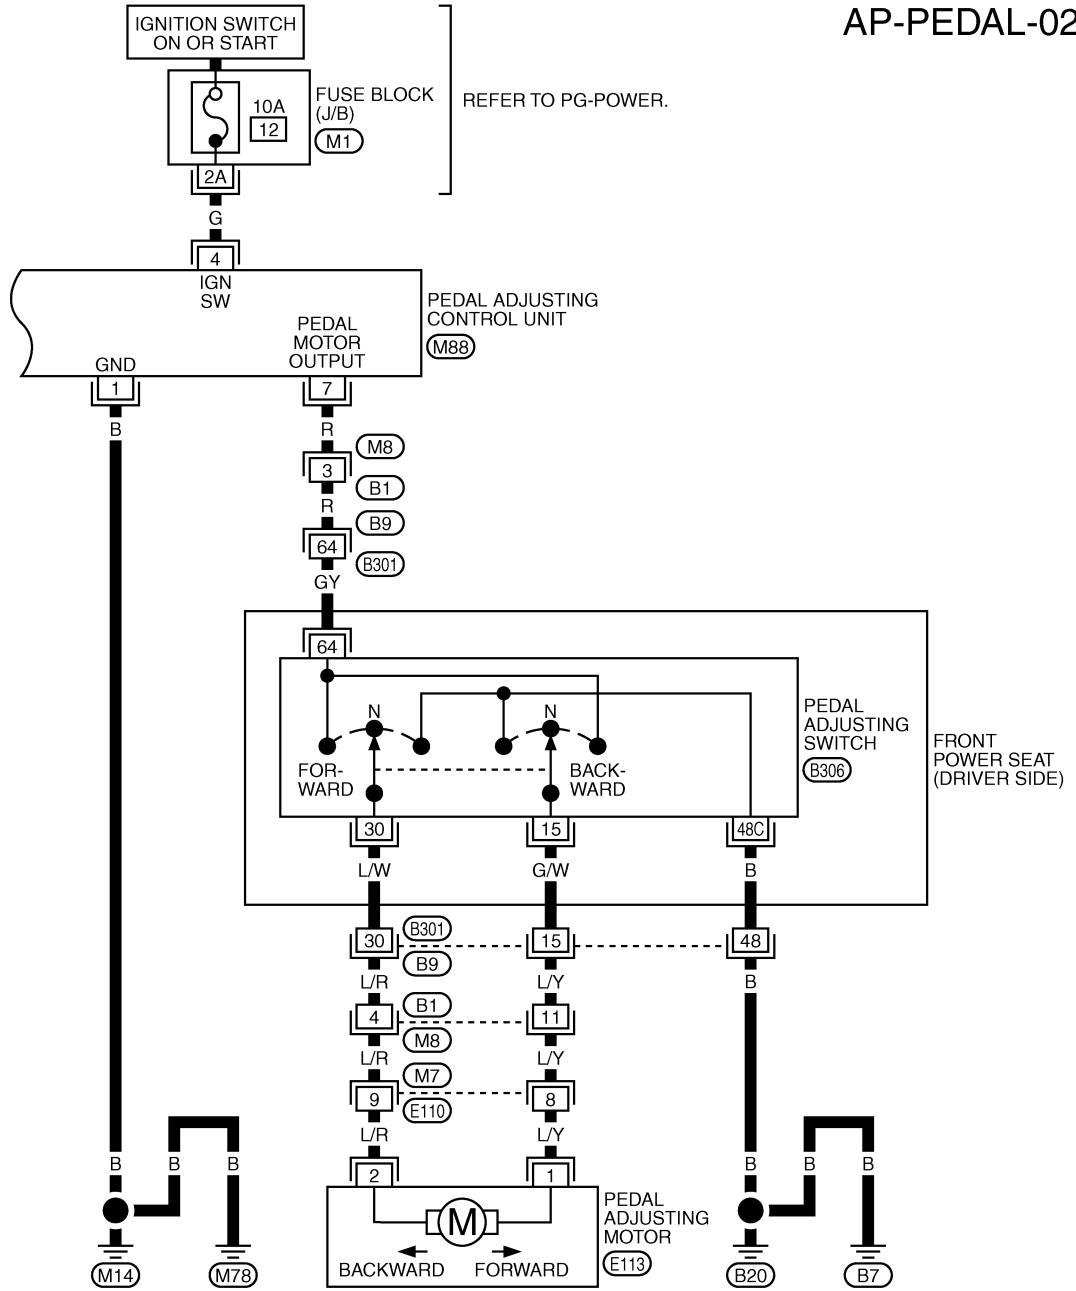 AP-PEDAL-02
IGNITION SWITCH
ON OR START
FUSE BLOCK
(J/B)
M1
10A
12
REFER TO PG-POWER.
2A
G
4
IGN
SW
PEDAL ADJUSTING
CONTROL UNIT
M88
PEDAL
MOTOR
OUTPUT
GND
1
7
B
R
M8
3
B1
R
B9
64
B301
GY
64
N
N
FOR-
WARD
BACK-
WARD
PEDAL
ADJUSTING
SWITCH
B306
FRONT
POWER SEAT
(DRIVER SIDE)
30
15
48C
L/W
G/W
B
B301
30
15
48
B9
L/R
L/Y
B
B1
4
11
M8
L/R
L/Y
M7
9
8
E110
L/R
L/Y
B
B
B
B
B
B
2
1
M
BACKWARD
FORWARD
PEDAL
ADJUSTING
MOTOR
E113
M14
M78
B20
B7